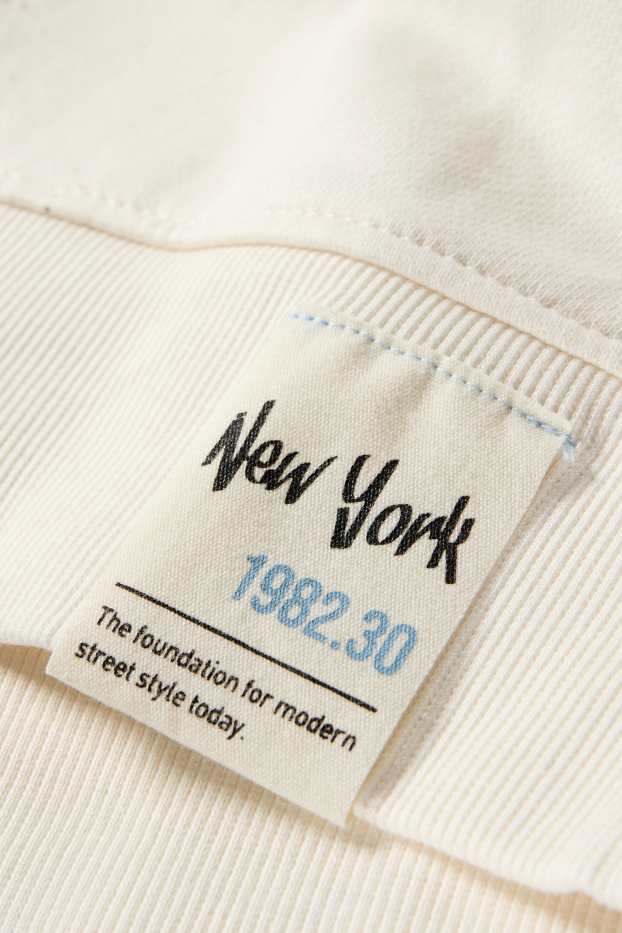 New York
1982.30
The foundation for modern
street style today.